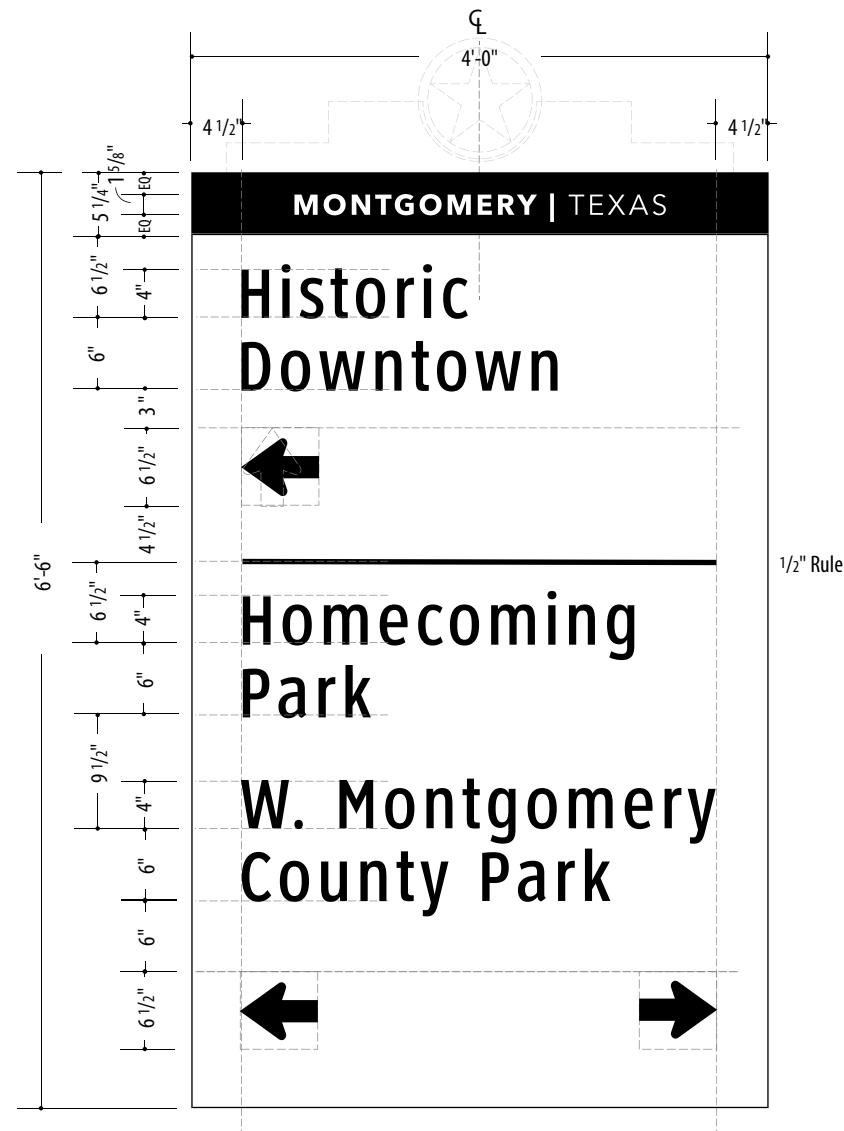 ℄
4'-0"
4 1/2"
4 1/2"
5 1/4"
1 5/8"
EQ
EQ
MONTGOMERY | TEXAS
6 1/2"
4"
Historic
6"
Downtown
3"
6 1/2"
4 1/2"
6'-6"
1/2" Rule
6 1/2"
4"
Homecoming
6"
Park
9 1/2"
4"
W. Montgomery
6"
County Park
6"
6 1/2"